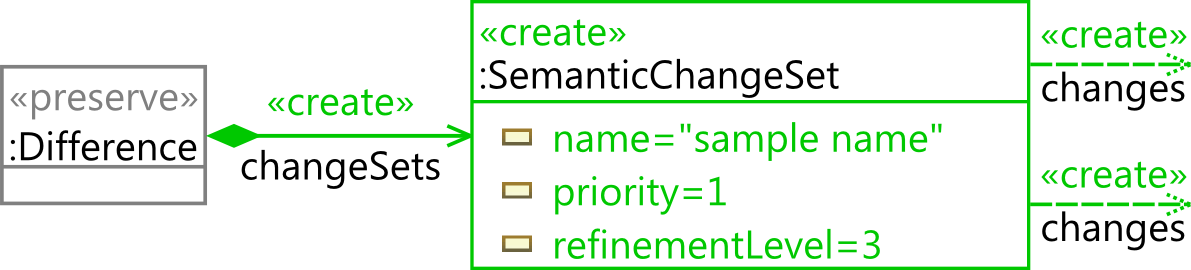 «preserve»
:Difference
«create»
changeSets
«create»
:SemanticChangeSet
name="sample name"
priority=1
refinementLevel=3
«create»
changes
«create»
changes